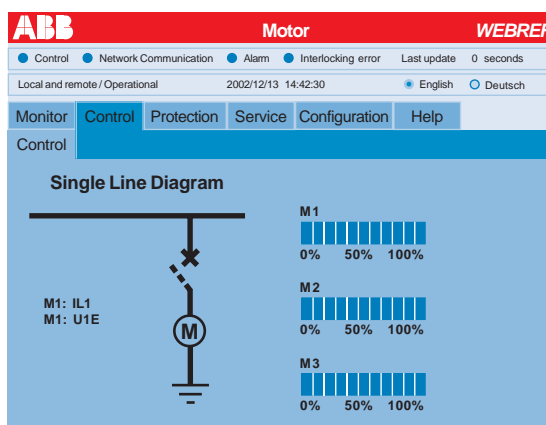 ABB Motor WEBREF
Control Network Communication Alarm Interlocking error Last update 0 seconds
Local and remote / Operational 2002/12/13 14:42:30 English Deutsch
Monitor Control Protection Service Configuration Help
Control
Single Line Diagram
M1
0% 50% 100%
M1: IL1
M1: U1E
M
M2
0% 50% 100%
M3
0% 50% 100%